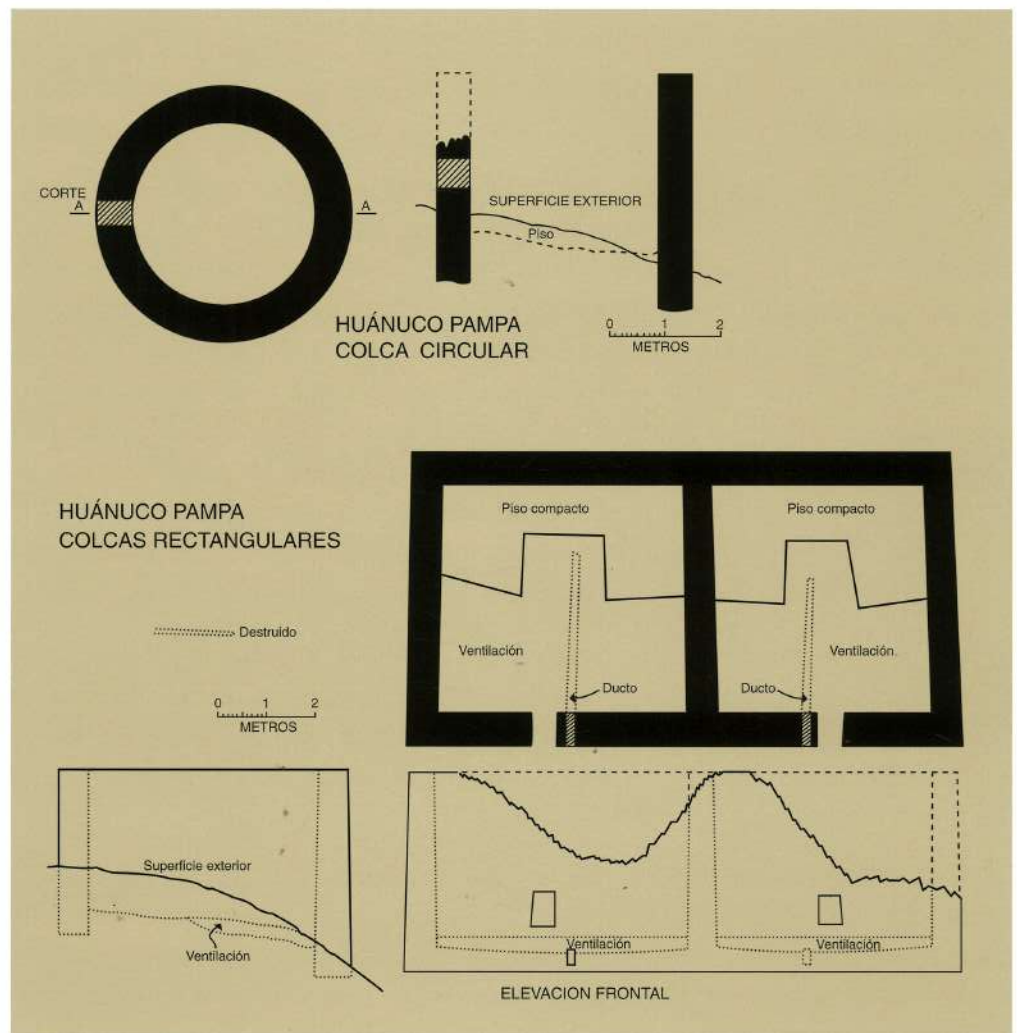 CORTE
A
A
SUPERFICIE EXTERIOR
Piso
HUÁNUCO PAMPA
COLCA CIRCULAR
0 1 2
METROS
HUÁNUCO PAMPA
COLCAS RECTANGULARES
Destruido
0 1 2
METROS
Piso compacto
Piso compacto
Ventilación
Ventilación.
Ducto
Ducto
Superficie exterior
Ventilación
Ventilación
Ventilación
ELEVACION FRONTAL